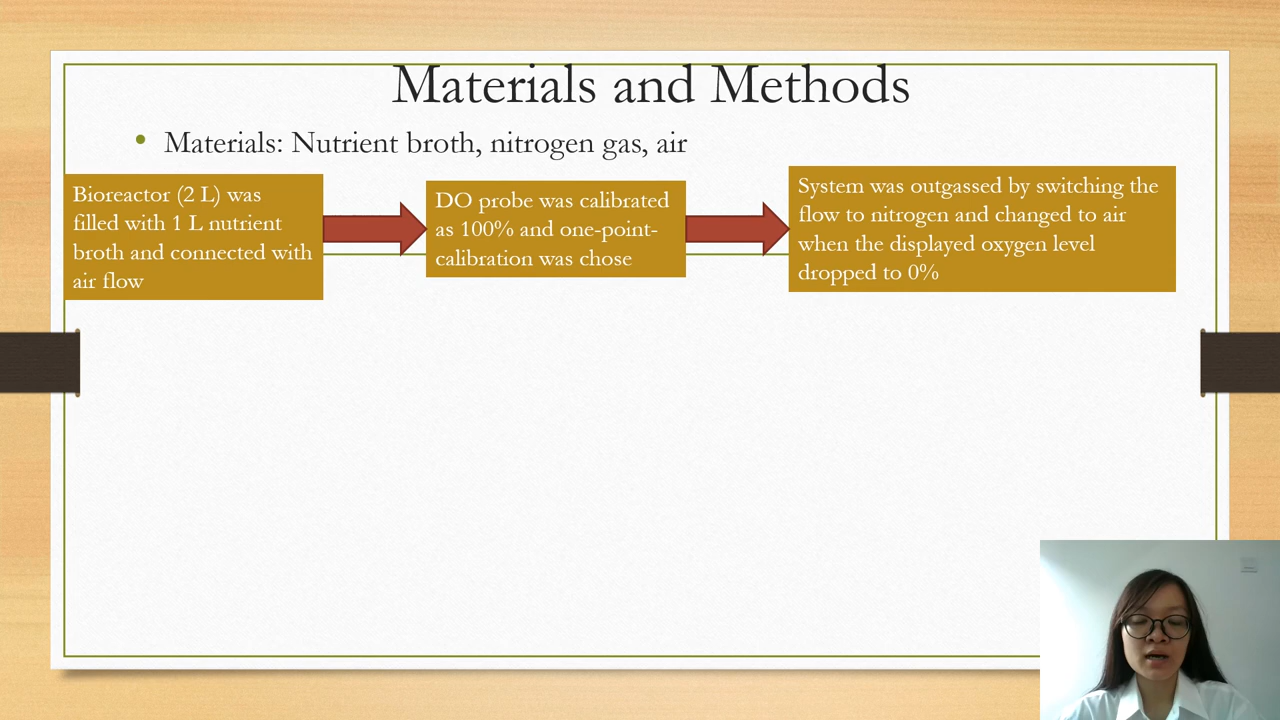 Materials and Methods
• Materials: Nutrient broth, nitrogen gas, air
Bioreactor (2 L) was
filled with 1 L nutrient
broth and connected with
air flow
DO probe was calibrated
as 100% and one-point-
calibration was chose
System was outgassed by switching the
flow to nitrogen and changed to air
when the displayed oxygen level
dropped to 0%